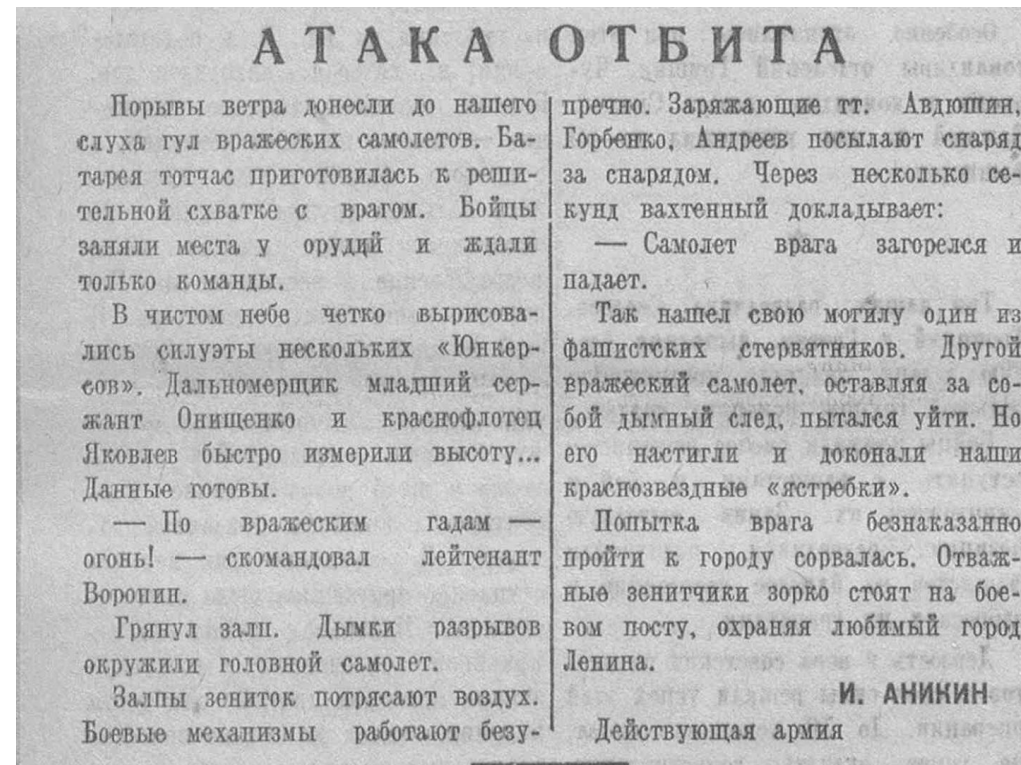 АТАКА ОТБИТА
Порывы ветра донесли до нашего
слуха гул вражеских самолетов. Ба-
тарея тотчас приготовилась к реши-
тельной схватке с врагом. Бойцы
заняли места у орудий и ждали
только команды.
В чистом небе четко вырисова-
лись силуэты нескольких «Юнкер-
сов». Дальномерщик младший сер-
жант Онищенко и краснофлотец
Яковлев быстро измерили высоту...
Данные готовы.
— По вражеским гадам —
огонь! — скомандовал лейтенант
Воронин.
Грянул залп. Дымки разрывов
окружили головной самолет.
Залпы зениток потрясают воздух.
Боевые механизмы работают безу-
пречно. Заряжающие тт. Авдюшин,
Горбенко, Андреев посылают снаряд
за снарядом. Через несколько се-
кунд вахтенный докладывает:
— Самолет врага загорелся и
падает.
Так нашел свою могилу один из
фашистских стервятников. Другой
вражеский самолет, оставляя за со-
бой дымный след, пытался уйти. Но
его настигли и доконали наши
краснозвездные «ястребки».
Попытка врага безнаказанно
пройти к городу сорвалась. Отваж-
ные зенитчики зорко стоят на бое-
вом посту, охраняя любимый город
Ленина.
И. АНИКИН
Действующая армия